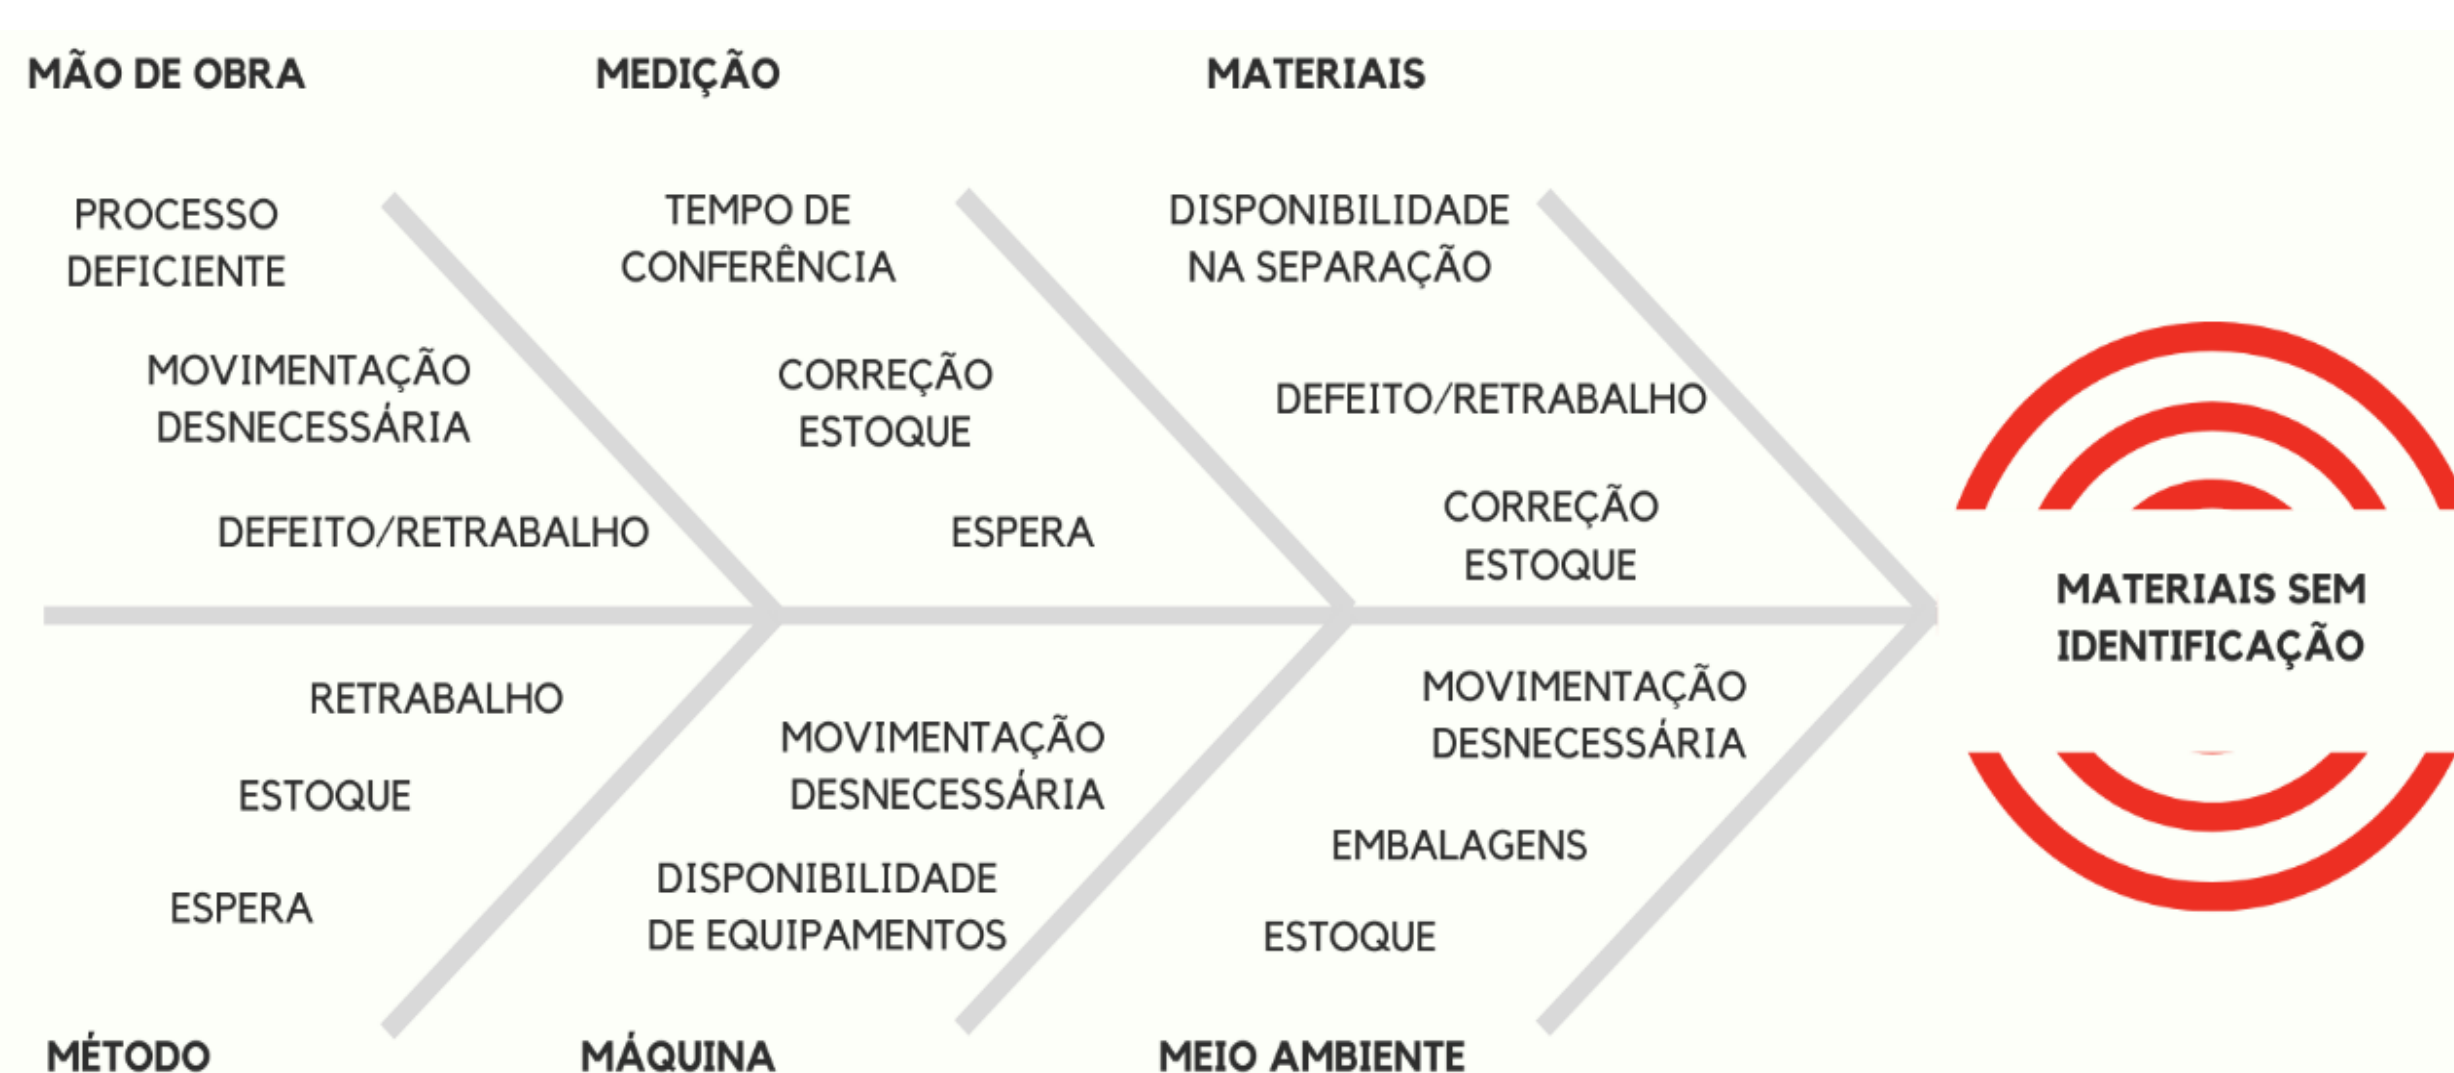 MÃO DE OBRA
MEDIÇÃO
MATERIAIS
PROCESSO
DEFICIENTE
MOVIMENTAÇÃO
DESNECESSÁRIA
DEFEITO/RETRABALHO
TEMPO DE
CONFERÊNCIA
CORREÇÃO
ESTOQUE
ESPERA
DISPONIBILIDADE
NA SEPARAÇÃO
DEFEITO/RETRABALHO
CORREÇÃO
ESTOQUE
MATERIAIS SEM
IDENTIFICAÇÃO
RETRABALHO
ESTOQUE
ESPERA
MOVIMENTAÇÃO
DESNECESSÁRIA
DISPONIBILIDADE
DE EQUIPAMENTOS
MOVIMENTAÇÃO
DESNECESSÁRIA
EMBALAGENS
ESTOQUE
MÉTODO
MÁQUINA
MEIO AMBIENTE